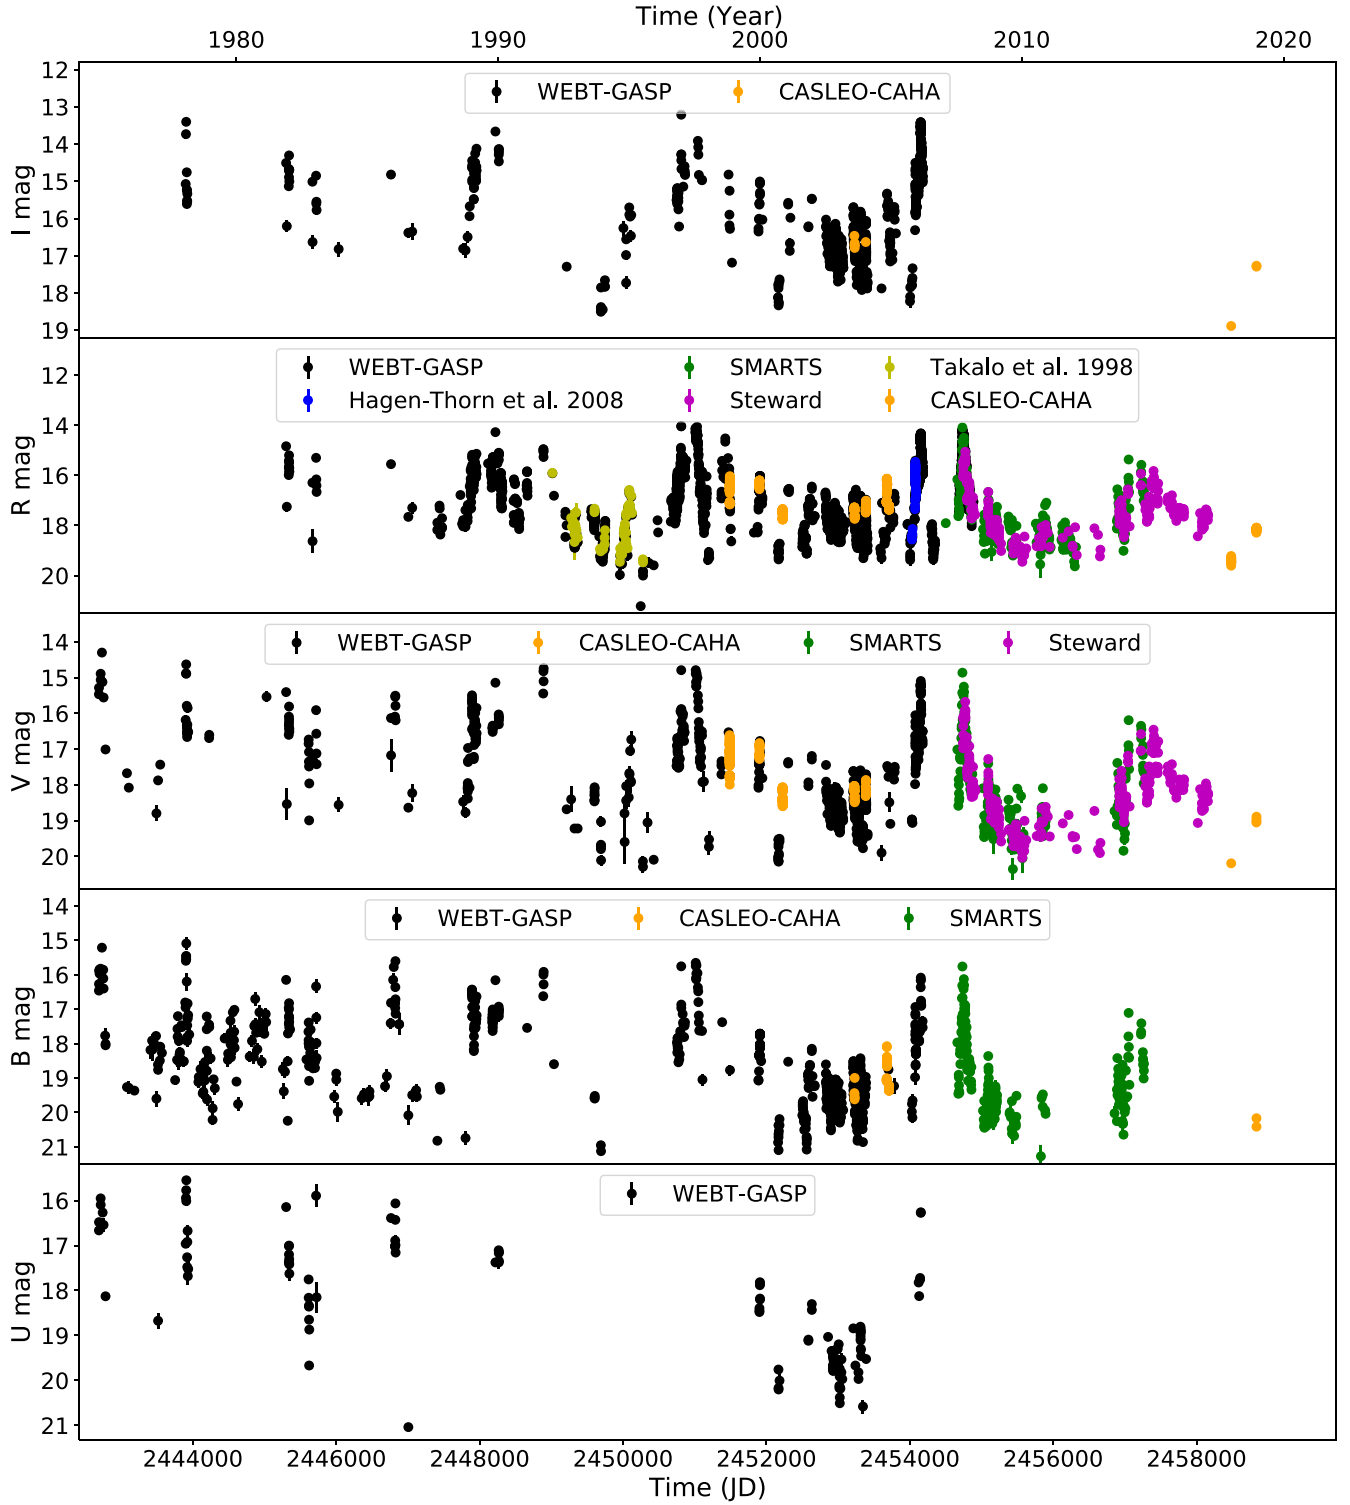 Time (Year)
1980 1990 2000 2010 2020
I mag
12
13
14
15
16
17
18
19
WEBT-GASP CASLEO-CAHA
R mag
12
14
16
18
20
WEBT-GASP SMARTS Takalo et al. 1998
Hagen-Thorn et al. 2008 Steward CASLEO-CAHA
V mag
14
15
16
17
18
19
20
WEBT-GASP CASLEO-CAHA SMARTS Steward
B mag
14
15
16
17
18
19
20
21
WEBT-GASP CASLEO-CAHA SMARTS
U mag
16
17
18
19
20
21
WEBT-GASP
2444000 2446000 2448000 2450000 2452000 2454000 2456000 2458000
Time (JD)